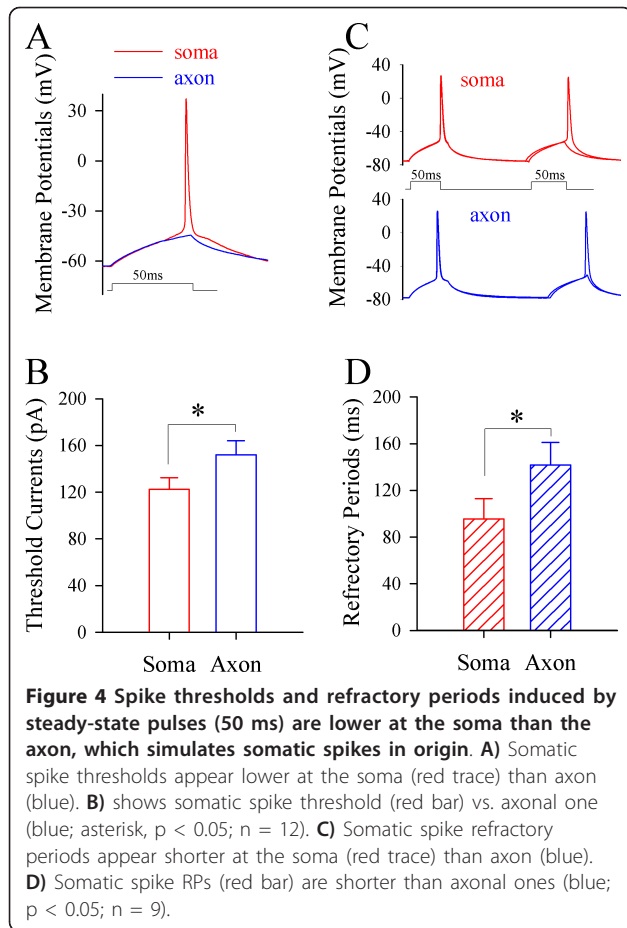 A
soma
axon
Membrane Potentials (mV)
30
0
-30
-60
50ms
C
Membrane Potentials (mV)
40
0
-40
-80
soma
50ms
50ms
40
0
-40
-80
axon
B
Threshold Currents (pA)
200
160
120
80
40
0
*
Soma Axon
D
Refrectory Periods (ms)
200
160
120
80
40
0
*
Soma Axon
Figure 4 Spike thresholds and refractory periods induced by
steady-state pulses (50 ms) are lower at the soma than the
axon, which simulates somatic spikes in origin. A) Somatic
spike thresholds appear lower at the soma (red trace) than axon
(blue). B) shows somatic spike threshold (red bar) vs. axonal one
(blue; asterisk, p < 0.05; n = 12). C) Somatic spike refractory
periods appear shorter at the soma (red trace) than axon (blue).
D) Somatic spike RPs (red bar) are shorter than axonal ones (blue;
p < 0.05; n = 9).